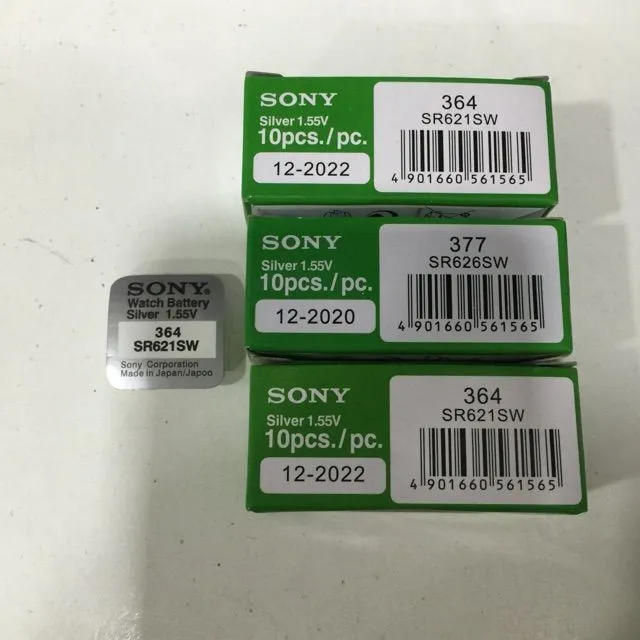 SONY
Silver 1.55V
10pcs./pc.
12-2022
364
SR621SW
4 901660 561565
SONY
Silver 1.55V
10pcs./pc.
12-2020
377
SR626SW
4 901660 561565
SONY
Watch Battery
Silver 1.55V
364
SR621SW
Sony Corporation
Made in Japan/Japoo
SONY
Silver 1.55V
10pcs./pc.
12-2022
364
SR621SW
4 901660 561565